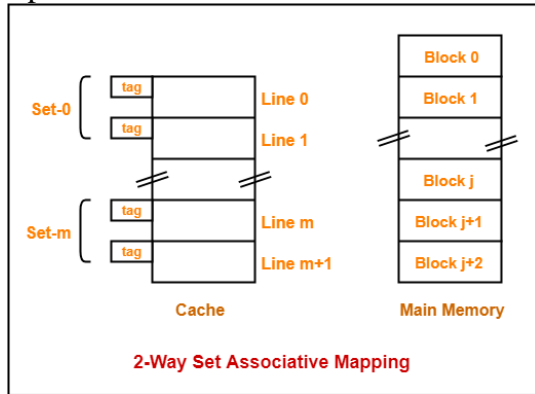 Block 0
tag
Line 0
Block 1
Set-0
tag
Line 1
Block j
tag
Line m
Block j+1
Set-m
tag
Line m+1
Block j+2
Cache
Main Memory
2-Way Set Associative Mapping